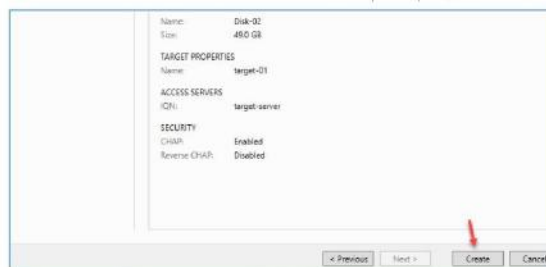 Name: Disk-02
Size: 49.0 GB
TARGET PROPERTIES
Name: target-01
ACCESS SERVERS
IQN: target-server
SECURITY
CHAP: Enabled
Reverse CHAP: Disabled
< Previous Next > Create Cancel